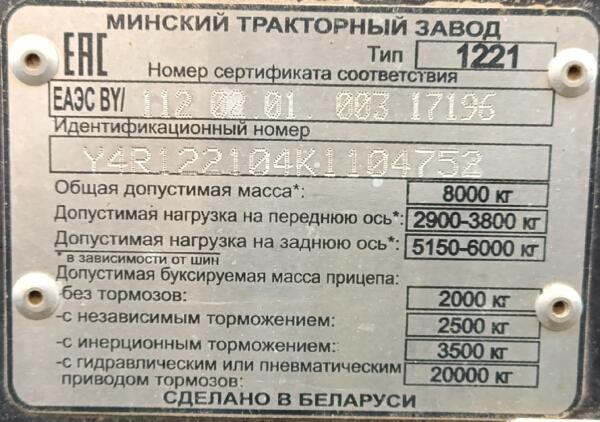 МИНСКИЙ ТРАКТОРНЫЙ ЗАВОД
EAC Тип 1221
Номер сертификата соответствия
ЕАЭС BY/ 112 02 01. 003 17196
Идентификационный номер
Y4R122104K1104752
Общая допустимая масса*: 8000 кг
Допустимая нагрузка на переднюю ось*: 2900-3800 кг
Допустимая нагрузка на заднюю ось*: 5150-6000 кг
* в зависимости от шин
Допустимая буксируемая масса прицепа:
-без тормозов: 2000 кг
-с независимым торможением: 2500 кг
-с инерционным торможением: 3500 кг
-с гидравлическим или пневматическим
приводом тормозов: 20000 кг
СДЕЛАНО В БЕЛАРУСИ